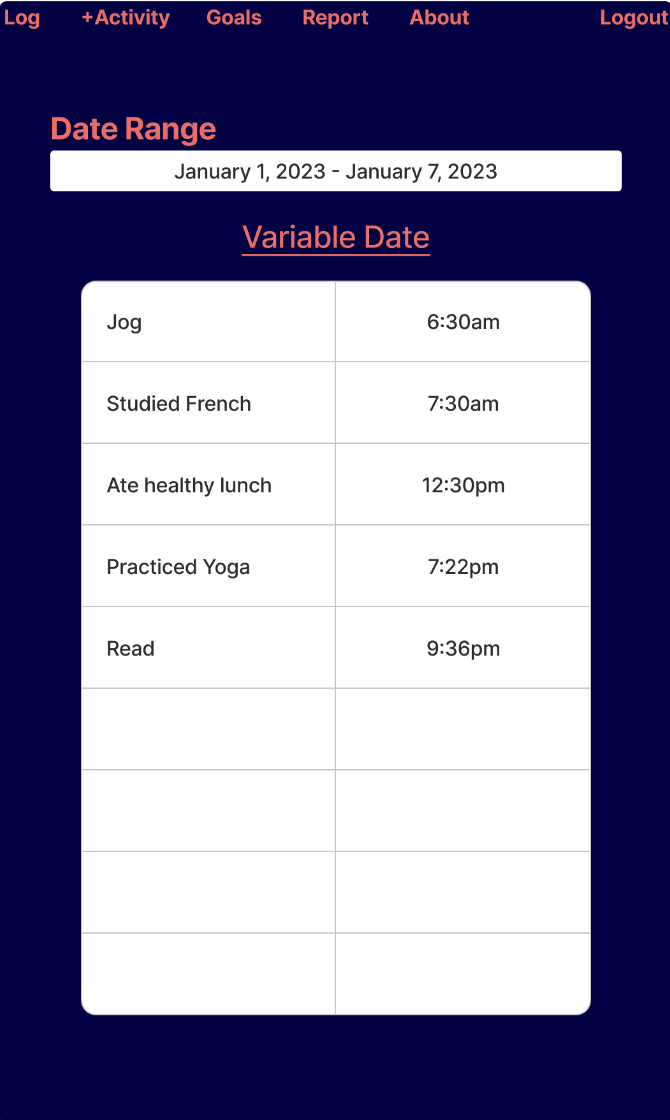 Log +Activity Goals Report About Logout
Date Range
January 1, 2023 - January 7, 2023
Variable Date
Jog 6:30am
Studied French 7:30am
Ate healthy lunch 12:30pm
Practiced Yoga 7:22pm
Read 9:36pm